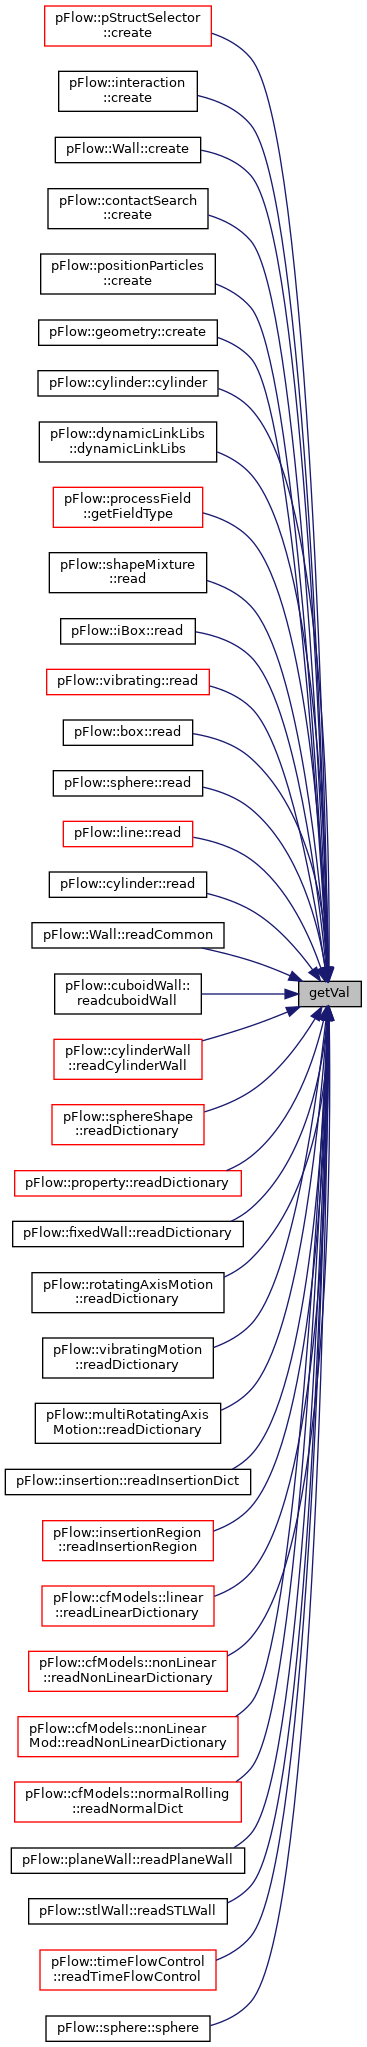 pFlow::pStructSelector
::create
pFlow::interaction
::create
pFlow::Wall::create
pFlow::contactSearch
::create
pFlow::positionParticles
::create
pFlow::geometry::create
pFlow::cylinder::cylinder
pFlow::dynamicLinkLibs
::dynamicLinkLibs
pFlow::processField
::getFieldType
pFlow::shapeMixture
::read
pFlow::iBox::read
pFlow::vibrating::read
pFlow::box::read
pFlow::sphere::read
pFlow::line::read
pFlow::cylinder::read
pFlow::Wall::readCommon
pFlow::cuboidWall::
readcuboidWall
getVal
pFlow::cylinderWall
::readCylinderWall
pFlow::sphereShape
::readDictionary
pFlow::property::readDictionary
pFlow::fixedWall::readDictionary
pFlow::rotatingAxisMotion
::readDictionary
pFlow::vibratingMotion
::readDictionary
pFlow::multiRotatingAxis
Motion::readDictionary
pFlow::insertion::readInsertionDict
pFlow::insertionRegion
::readInsertionRegion
pFlow::cfModels::linear
::readLinearDictionary
pFlow::cfModels::nonLinear
::readNonLinearDictionary
pFlow::cfModels::nonLinear
Mod::readNonLinearDictionary
pFlow::cfModels::normalRolling
::readNormalDict
pFlow::planeWall::readPlaneWall
pFlow::stlWall::readSTLWall
pFlow::timeFlowControl
::readTimeFlowControl
pFlow::sphere::sphere